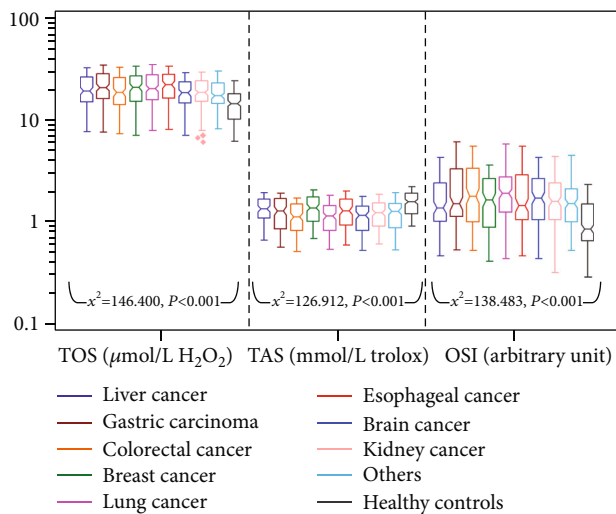 100
10
1
0.1
x²=146.400, P<0.001
x²=126.912, P<0.001
x²=138.483, P<0.001
TOS (μmol/L H₂O₂)
TAS (mmol/L trolox)
OSI (arbitrary unit)
Liver cancer
Gastric carcinoma
Colorectal cancer
Breast cancer
Lung cancer
Esophageal cancer
Brain cancer
Kidney cancer
Others
Healthy controls